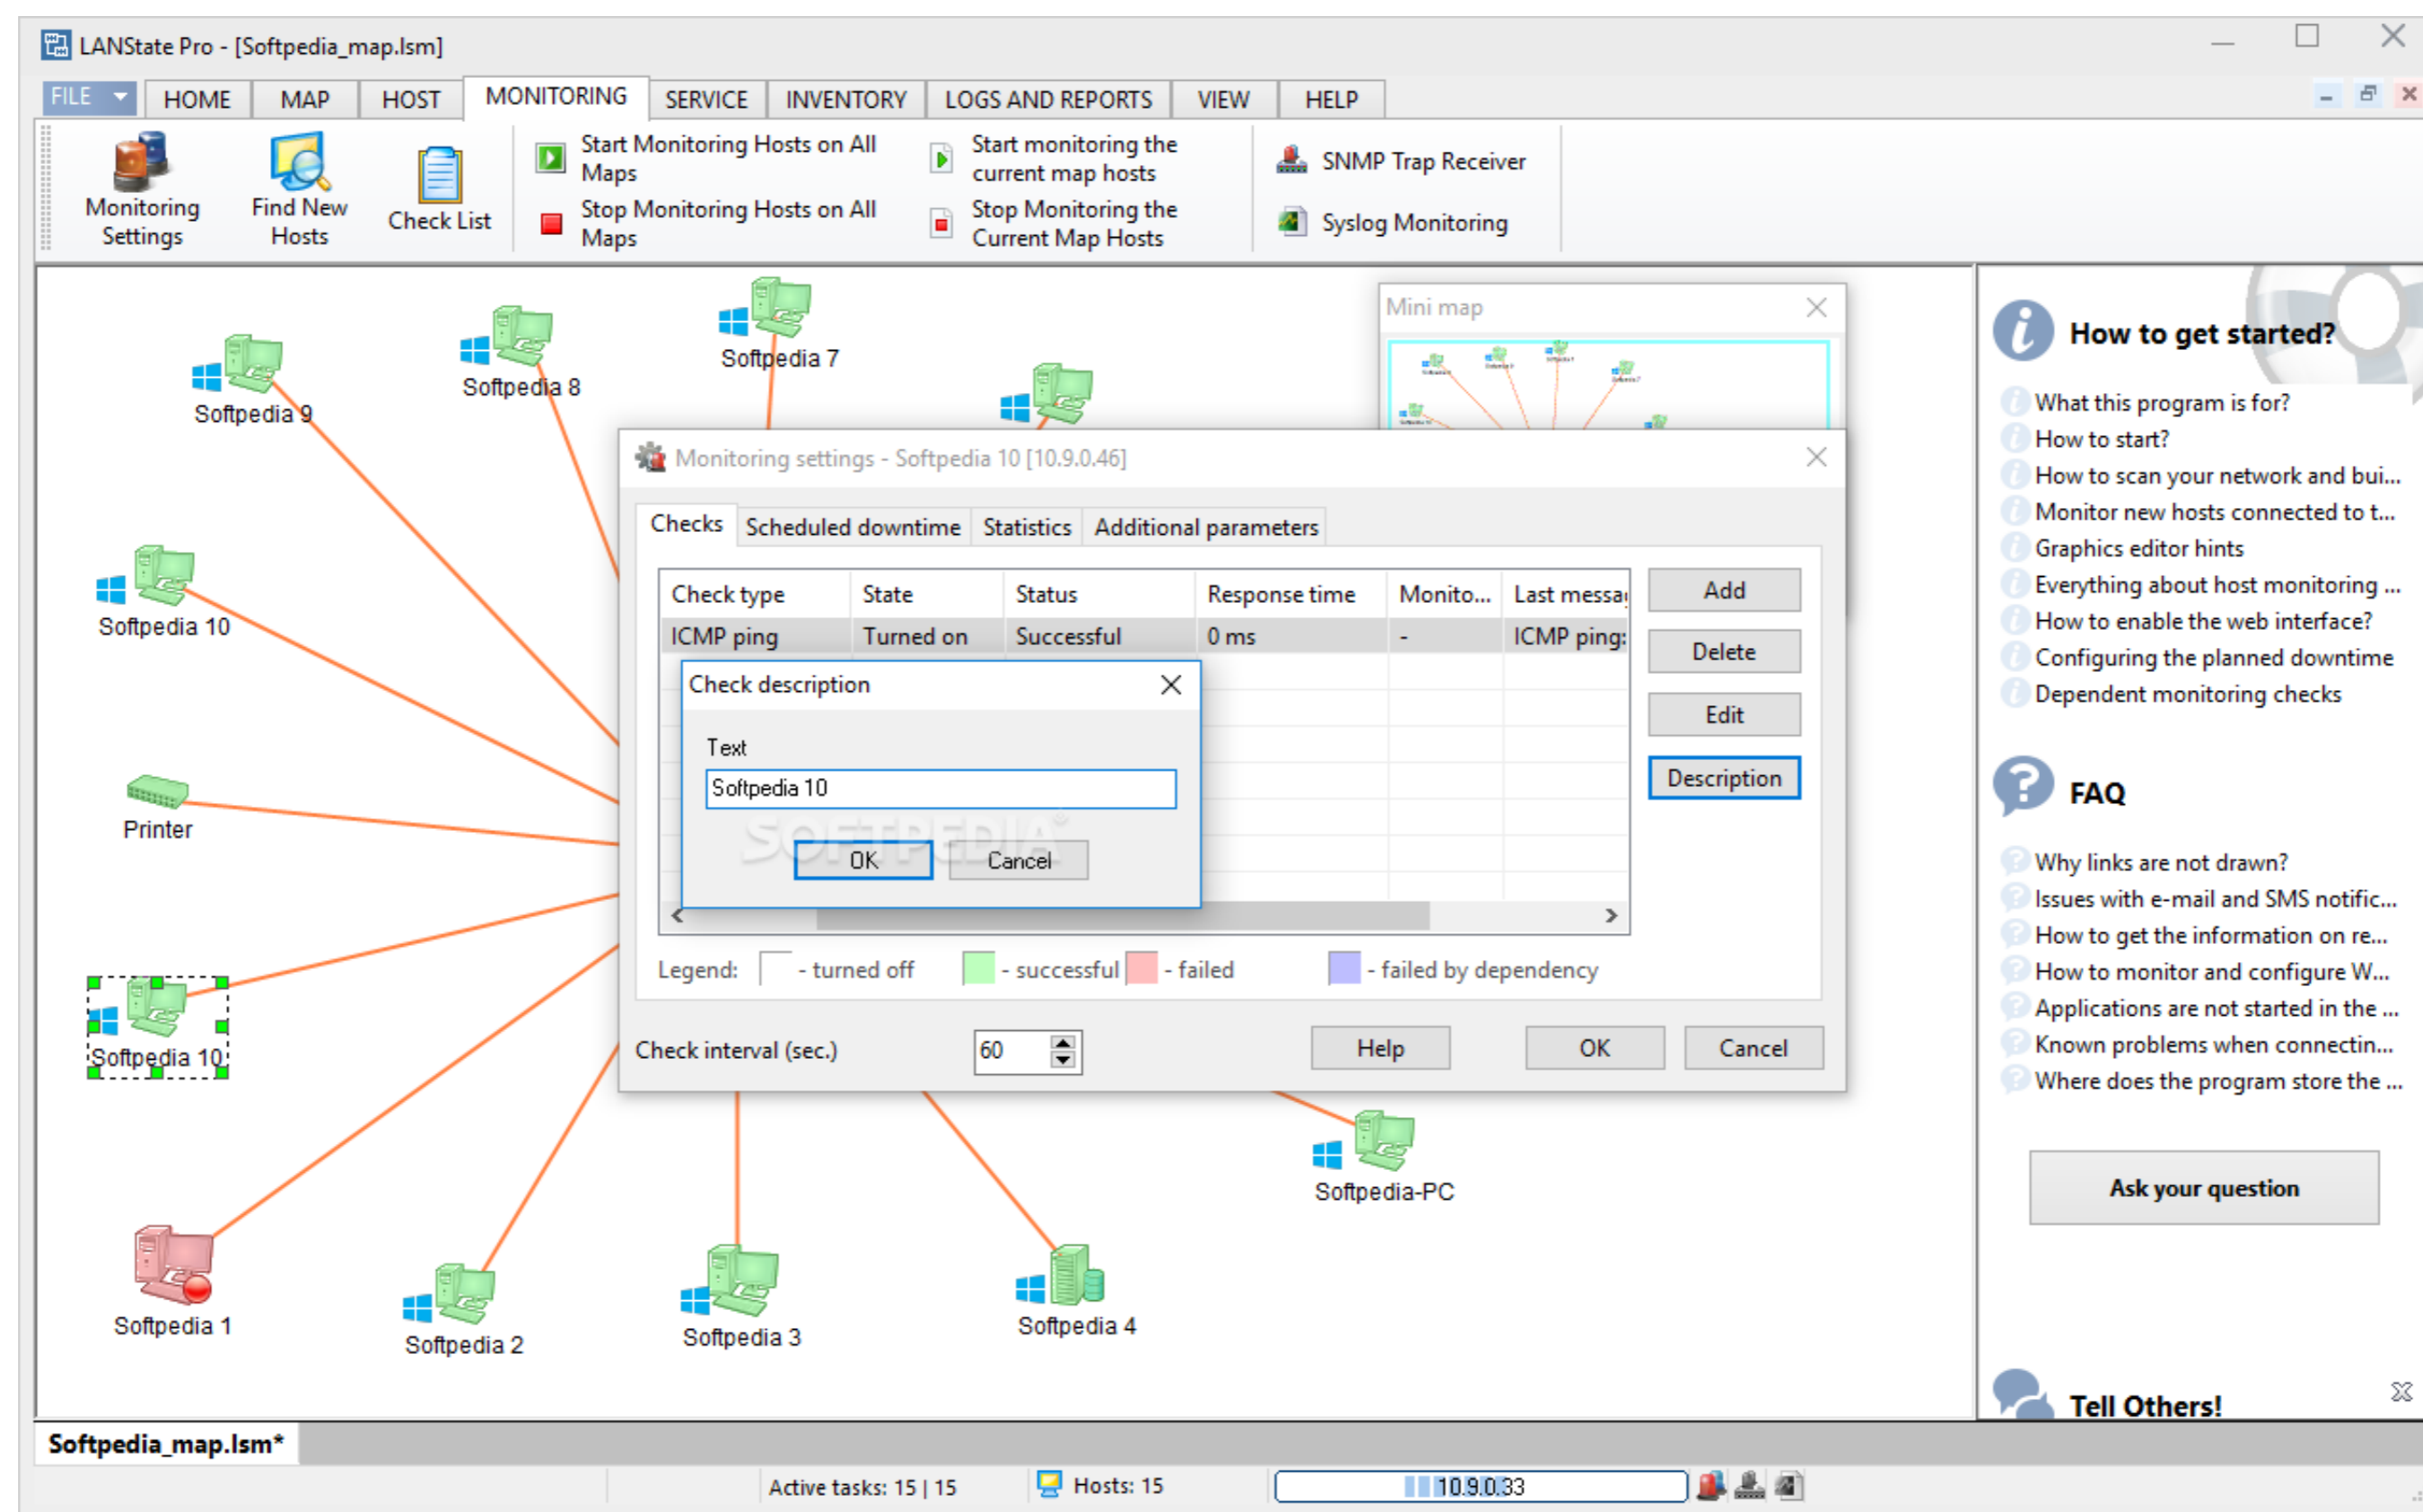 LANState Pro - [Softpedia_map.lsm]
FILE HOME MAP HOST MONITORING SERVICE INVENTORY LOGS AND REPORTS VIEW HELP
Monitoring
Settings
Find New
Hosts
Check List
Start Monitoring Hosts on All
Maps
Stop Monitoring Hosts on All
Maps
Start monitoring the
current map hosts
Stop Monitoring the
Current Map Hosts
SNMP Trap Receiver
Syslog Monitoring
Softpedia 9
Softpedia 8
Softpedia 7
Softpedia 10
Printer
Softpedia 10
Softpedia 1
Softpedia 2
Softpedia 3
Softpedia 4
Softpedia-PC
Mini map
Monitoring settings - Softpedia 10 [10.9.0.46]
Checks Scheduled downtime Statistics Additional parameters
Check type State Status Response time Monito... Last messa
ICMP ping Turned on Successful 0 ms - ICMP ping:
Add
Delete
Edit
Description
Check description
Text
Softpedia 10
SOFTPEDIA®
OK Cancel
Legend: - turned off - successful - failed - failed by dependency
Check interval (sec.) 60 Help OK Cancel
How to get started?
What this program is for?
How to start?
How to scan your network and bui...
Monitor new hosts connected to t...
Graphics editor hints
Everything about host monitoring ...
How to enable the web interface?
Configuring the planned downtime
Dependent monitoring checks
FAQ
Why links are not drawn?
Issues with e-mail and SMS notific...
How to get the information on re...
How to monitor and configure W...
Applications are not started in the ...
Known problems when connectin...
Where does the program store the ...
Ask your question
Tell Others!
Softpedia_map.lsm*
Active tasks: 15 | 15 Hosts: 15 10.9.0.33